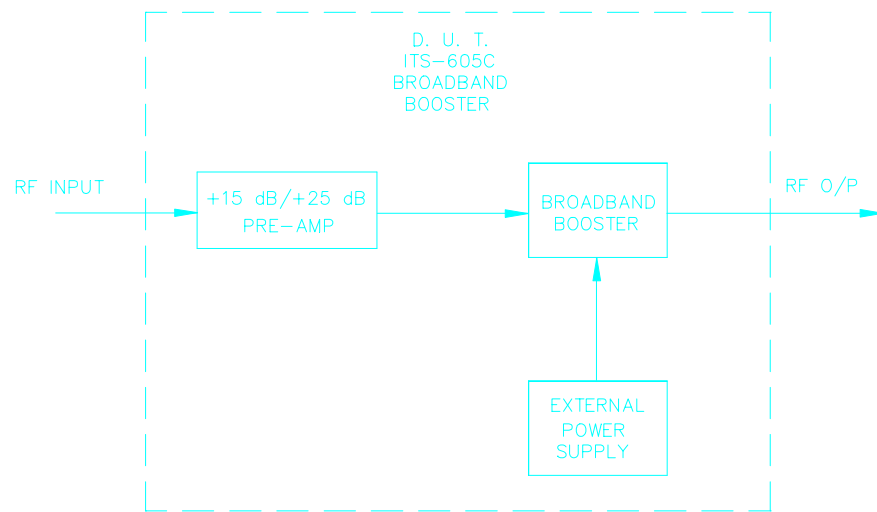 D. U. T.
ITS-605C
BROADBAND
BOOSTER
RF INPUT
+15 dB/+25 dB
PRE-AMP
BROADBAND
BOOSTER
RF O/P
EXTERNAL
POWER
SUPPLY